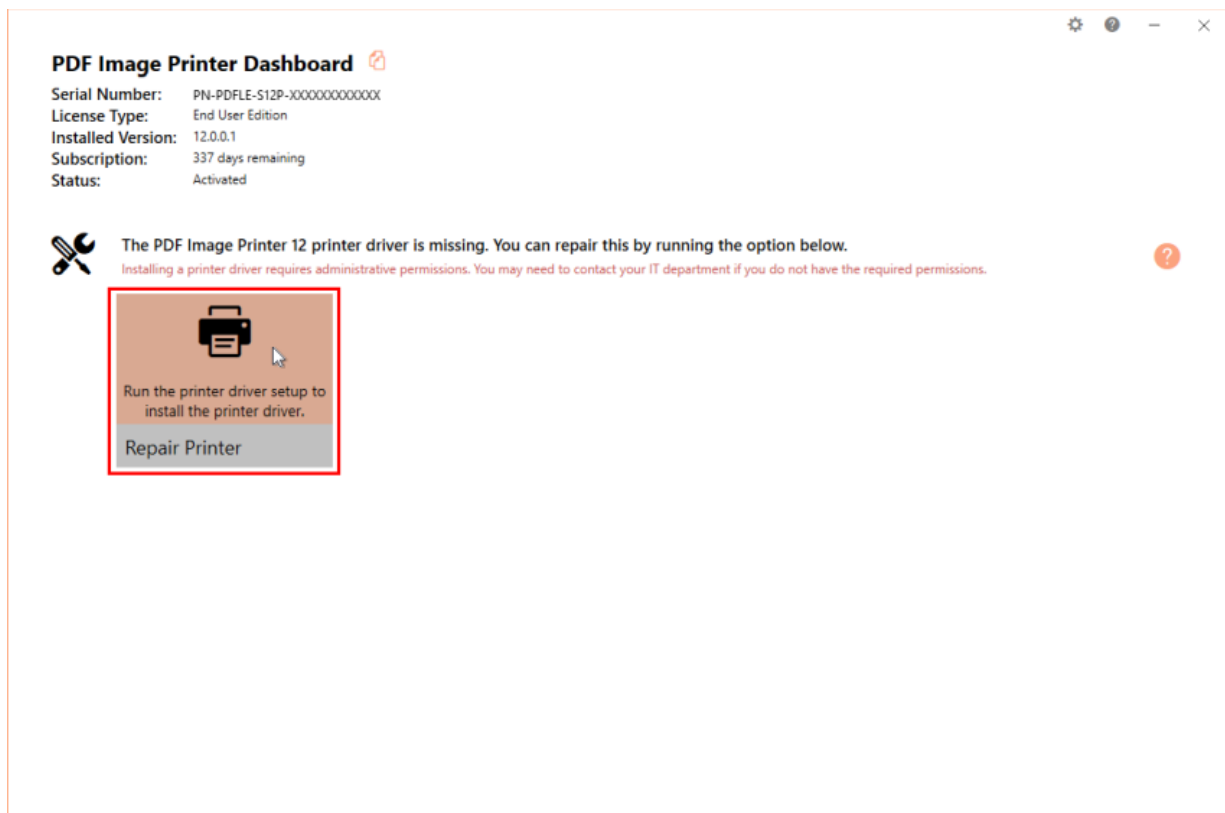 PDF Image Printer Dashboard
Serial Number: PN-PDFLE-S12P-XXXXXXXXXXXX
License Type: End User Edition
Installed Version: 12.0.0.1
Subscription: 337 days remaining
Status: Activated
The PDF Image Printer 12 printer driver is missing. You can repair this by running the option below.
Installing a printer driver requires administrative permissions. You may need to contact your IT department if you do not have the required permissions.
Run the printer driver setup to
install the printer driver.
Repair Printer